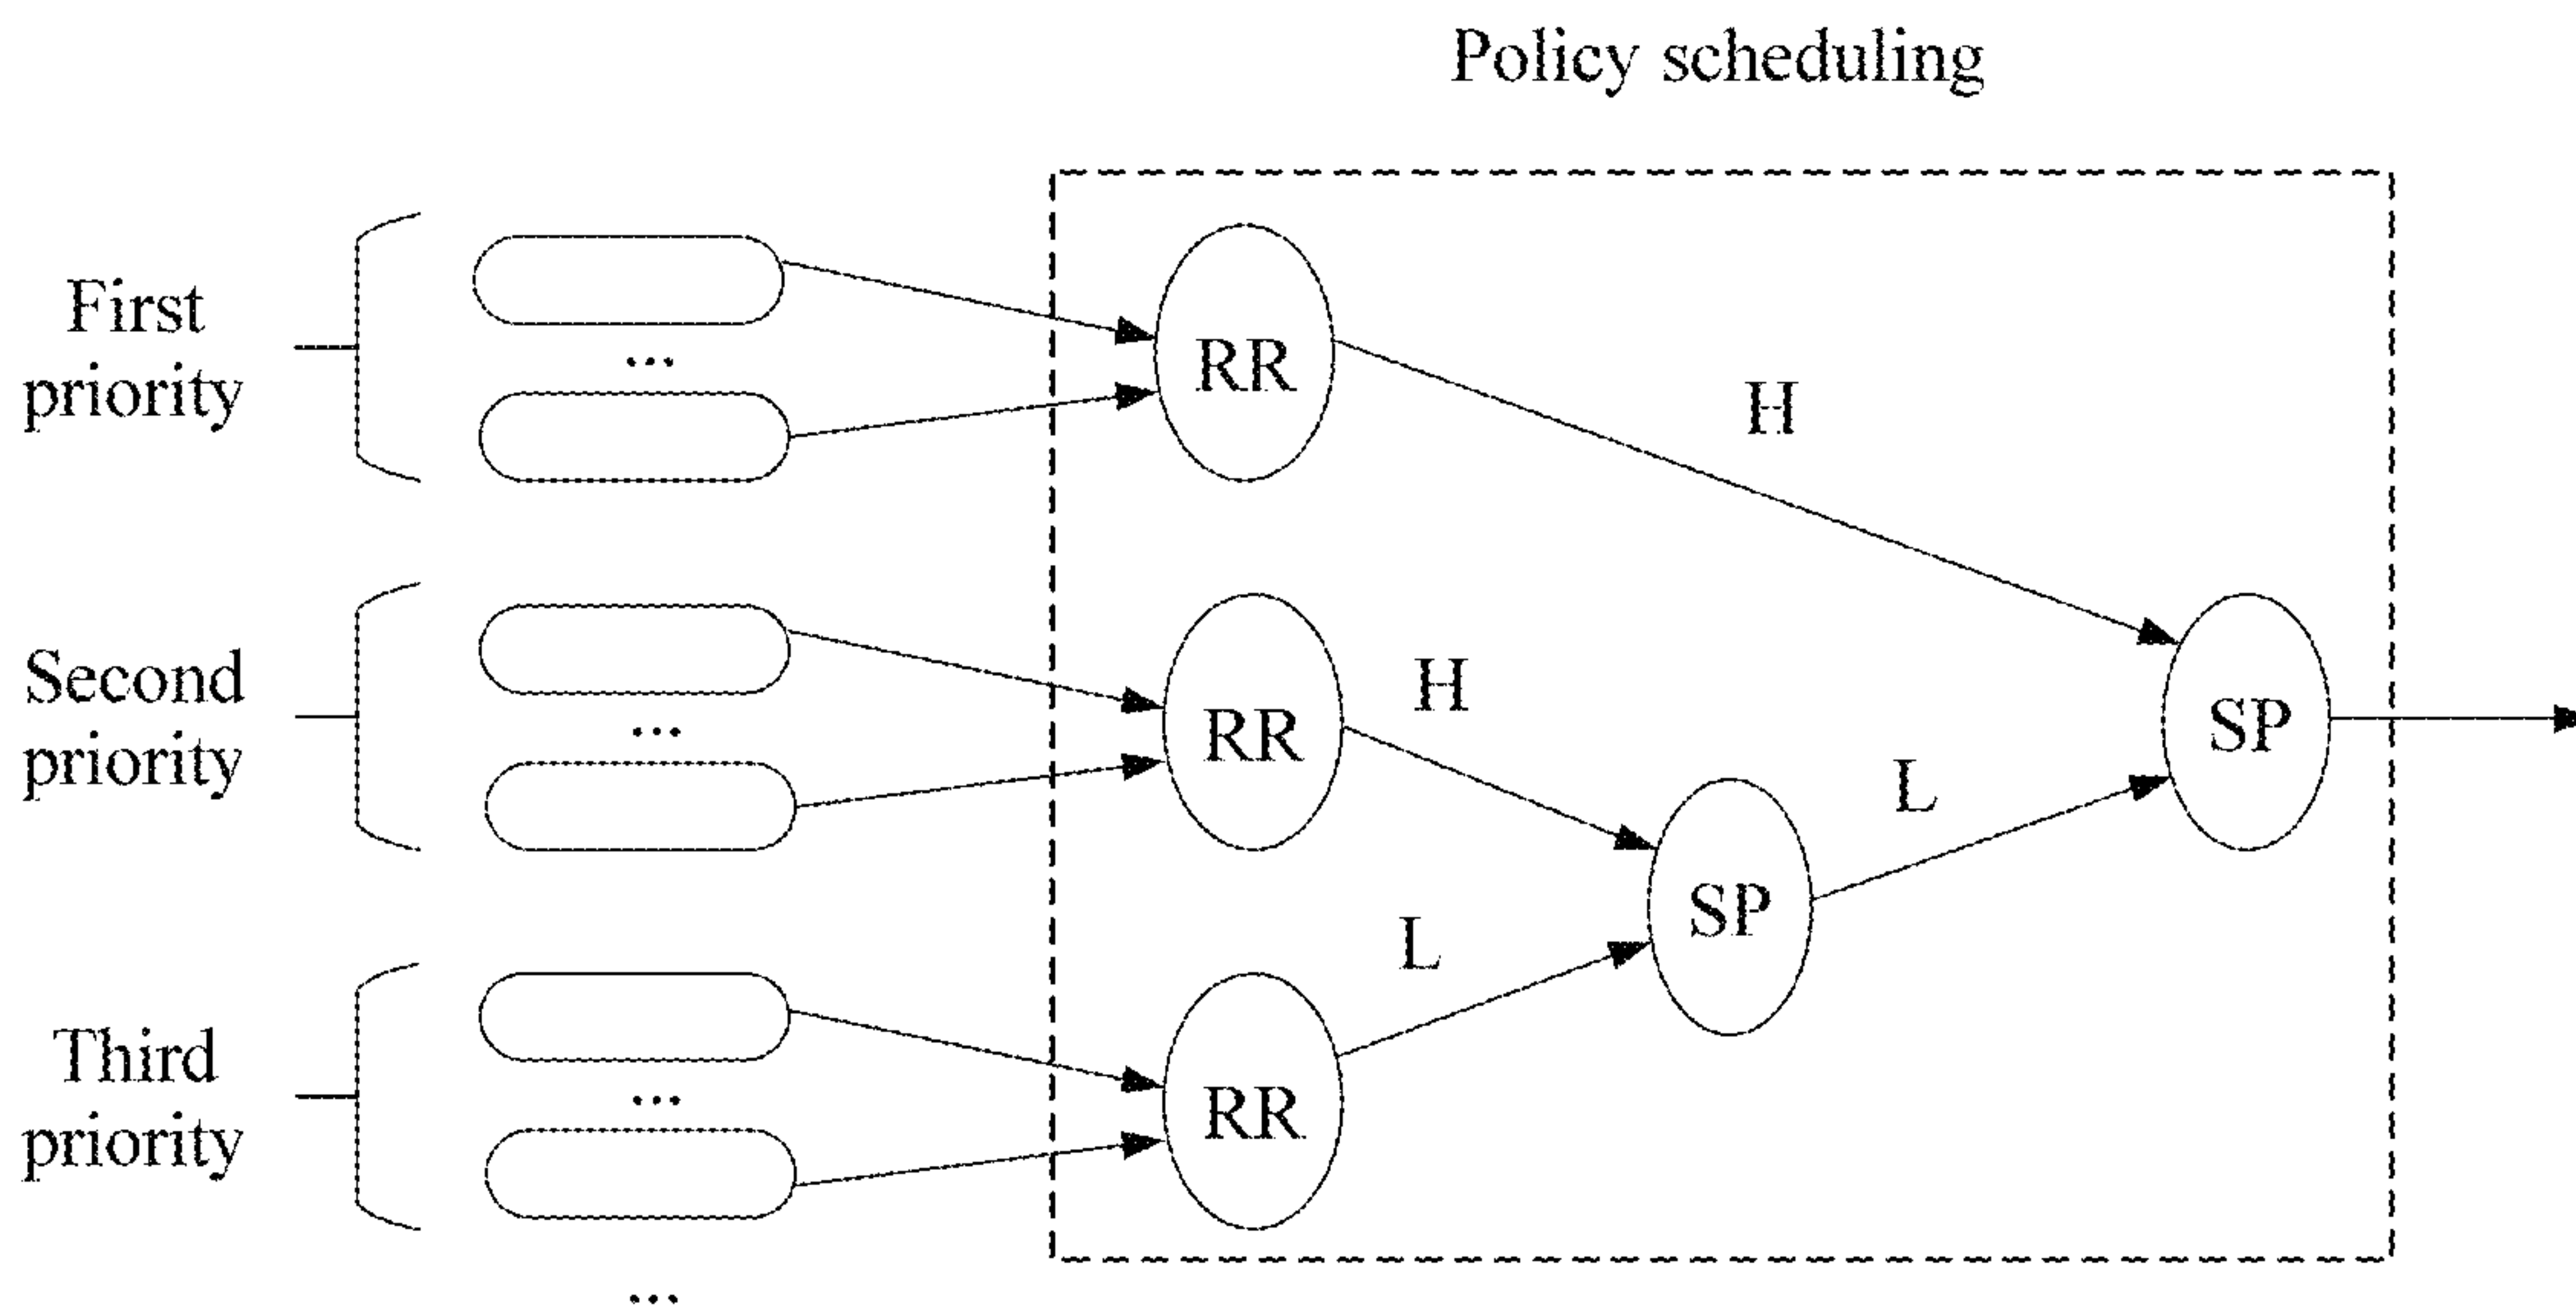 Policy scheduling
First
priority
...
RR
H
Second
priority
...
RR
H
SP
L
SP
L
Third
priority
...
RR
...